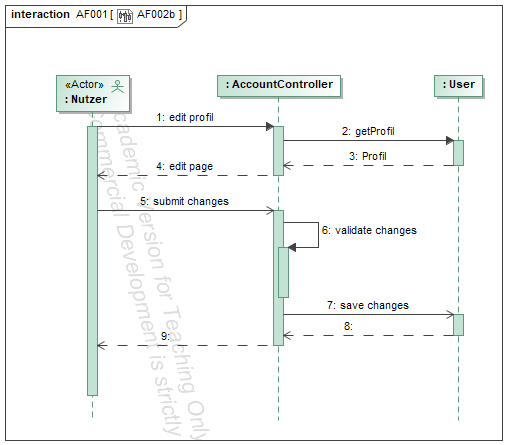 interaction AF001 [ AF002b ]
«Actor»
: Nutzer
: AccountController
: User
1: edit profil
2: getProfil
3: Profil
4: edit page
5: submit changes
6: validate changes
7: save changes
8:
9:
Academic Version for Teaching Only
Commercial Development is strictly